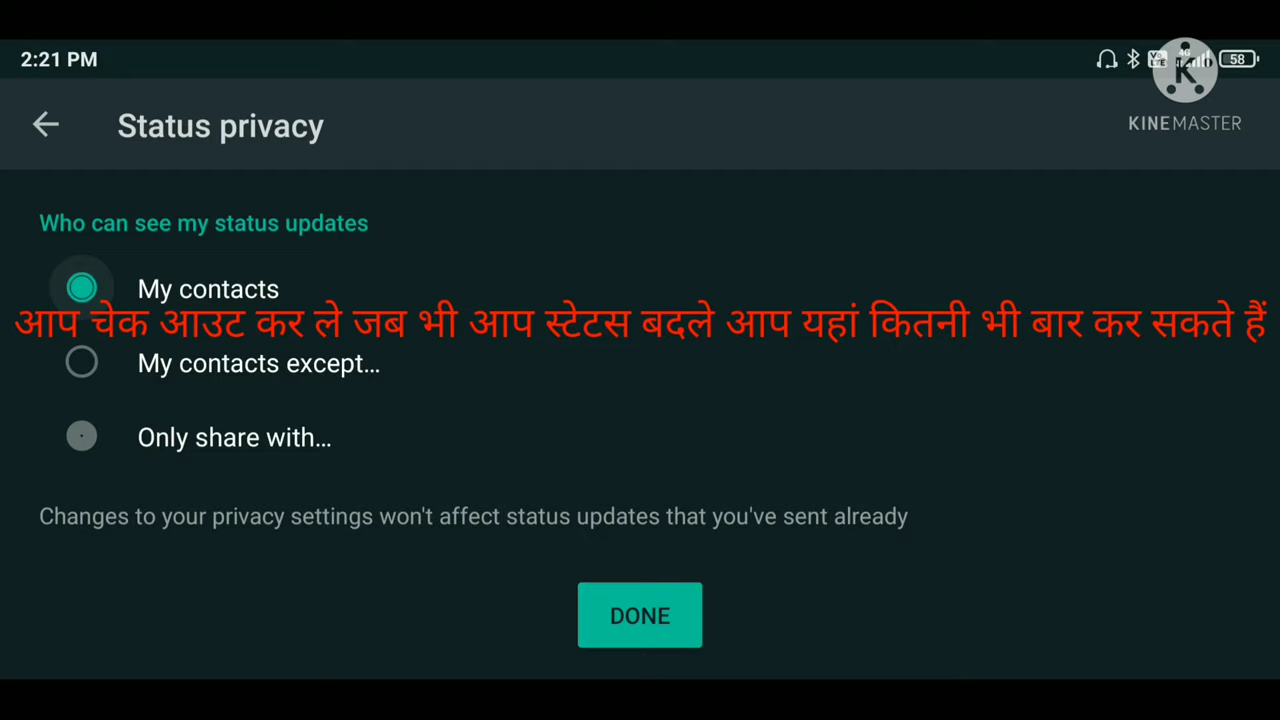 2:21 PM
4G
58
Status privacy
K
KINEMASTER
Who can see my status updates
My contacts
आप चेक आउट कर ले जब भी आप स्टेटस बदले आप यहां कितनी भी बार कर सकते हैं
My contacts except...
Only share with...
Changes to your privacy settings won't affect status updates that you've sent already
DONE